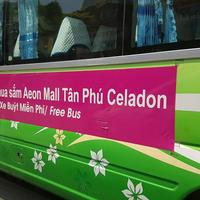 ua sắm Aeon Mall Tân Phú Celadon
Xe Buýt Miễn Phí/ Free Bus